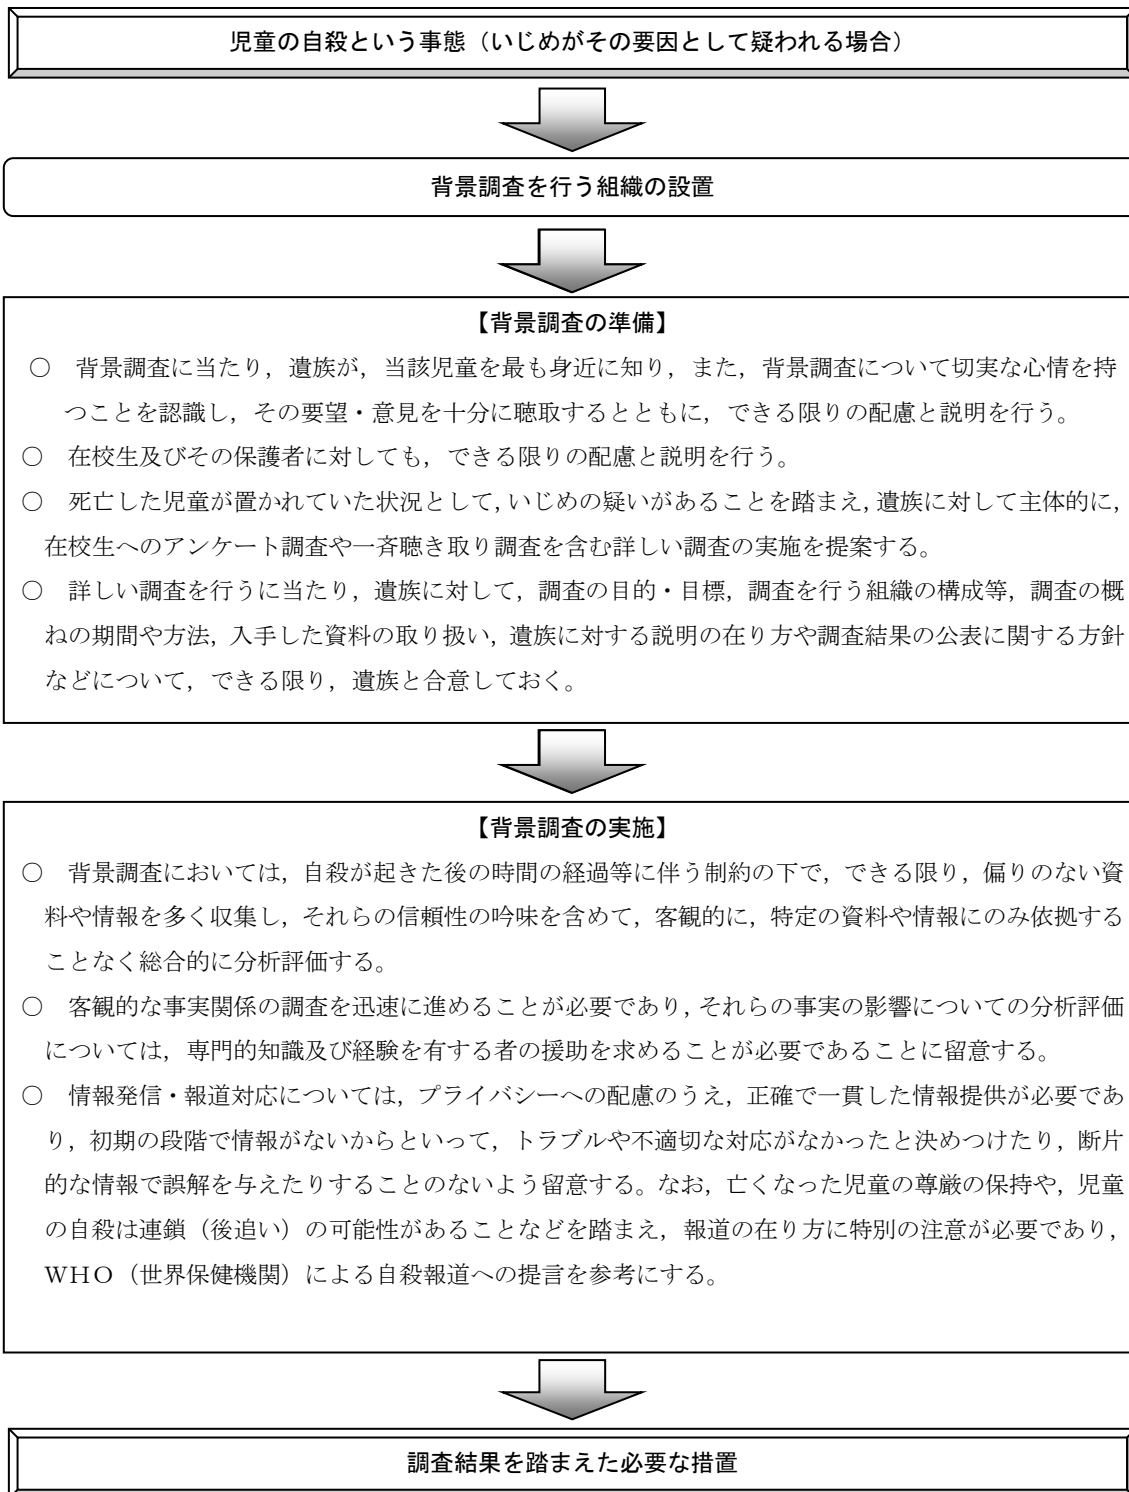 児童の自殺という事態（いじめがその要因として疑われる場合）
背景調査を行う組織の設置
【背景調査の準備】
○　背景調査に当たり，遺族が，当該児童を最も身近に知り，また，背景調査について切実な心情を持
つことを認識し，その要望・意見を十分に聴取するとともに，できる限りの配慮と説明を行う。
○　在校生及びその保護者に対しても，できる限りの配慮と説明を行う。
○　死亡した児童が置かれていた状況として，いじめの疑いがあることを踏まえ，遺族に対して主体的に，
在校生へのアンケート調査や一斉聴き取り調査を含む詳しい調査の実施を提案する。
○　詳しい調査を行うに当たり，遺族に対して，調査の目的・目標，調査を行う組織の構成等，調査の概
ねの期間や方法，入手した資料の取り扱い，遺族に対する説明の在り方や調査結果の公表に関する方針
などについて，できる限り，遺族と合意しておく。
【背景調査の実施】
○　背景調査においては，自殺が起きた後の時間の経過等に伴う制約の下で，できる限り，偏りのない資
料や情報を多く収集し，それらの信頼性の吟味を含めて，客観的に，特定の資料や情報にのみ依拠する
ことなく総合的に分析評価する。
○　客観的な事実関係の調査を迅速に進めることが必要であり，それらの事実の影響についての分析評価
については，専門的知識及び経験を有する者の援助を求めることが必要であることに留意する。
○　情報発信・報道対応については，プライバシーへの配慮のうえ，正確で一貫した情報提供が必要であ
り，初期の段階で情報がないからといって，トラブルや不適切な対応がなかったと決めつけたり，断片
的な情報で誤解を与えたりすることのないよう留意する。なお，亡くなった児童の尊厳の保持や，児童
の自殺は連鎖（後追い）の可能性があることなどを踏まえ，報道の在り方に特別の注意が必要であり，
ＷＨＯ（世界保健機関）による自殺報道への提言を参考にする。
調査結果を踏まえた必要な措置